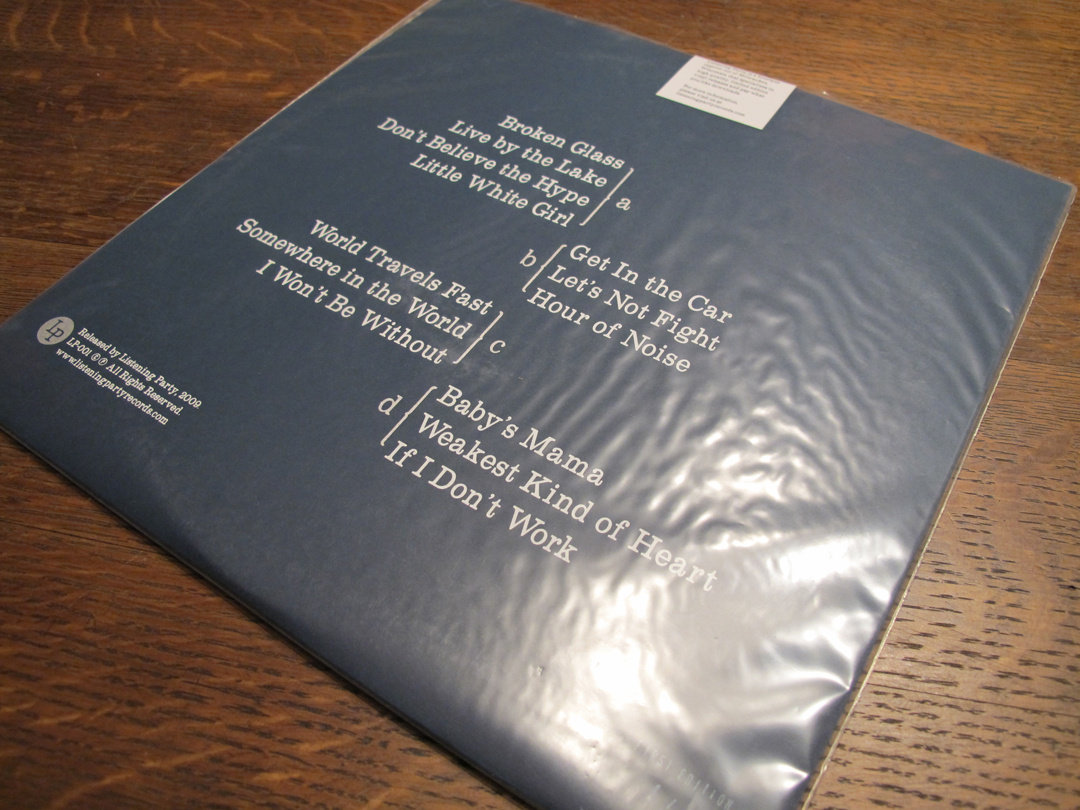 Broken Glass
Live by the Lake
Don't Believe the Hype
Little White Girl
a
b
Get In the Car
Let's Not Fight
Hour of Noise
World Travels Fast
Somewhere in the World
I Won't Be Without
c
d
Baby's Mama
Weakest Kind of Heart
If I Don't Work
LP
Released by Listening Party, 2009
LP-001 © ℗ All Rights Reserved.
www.listeningpartyrecords.com